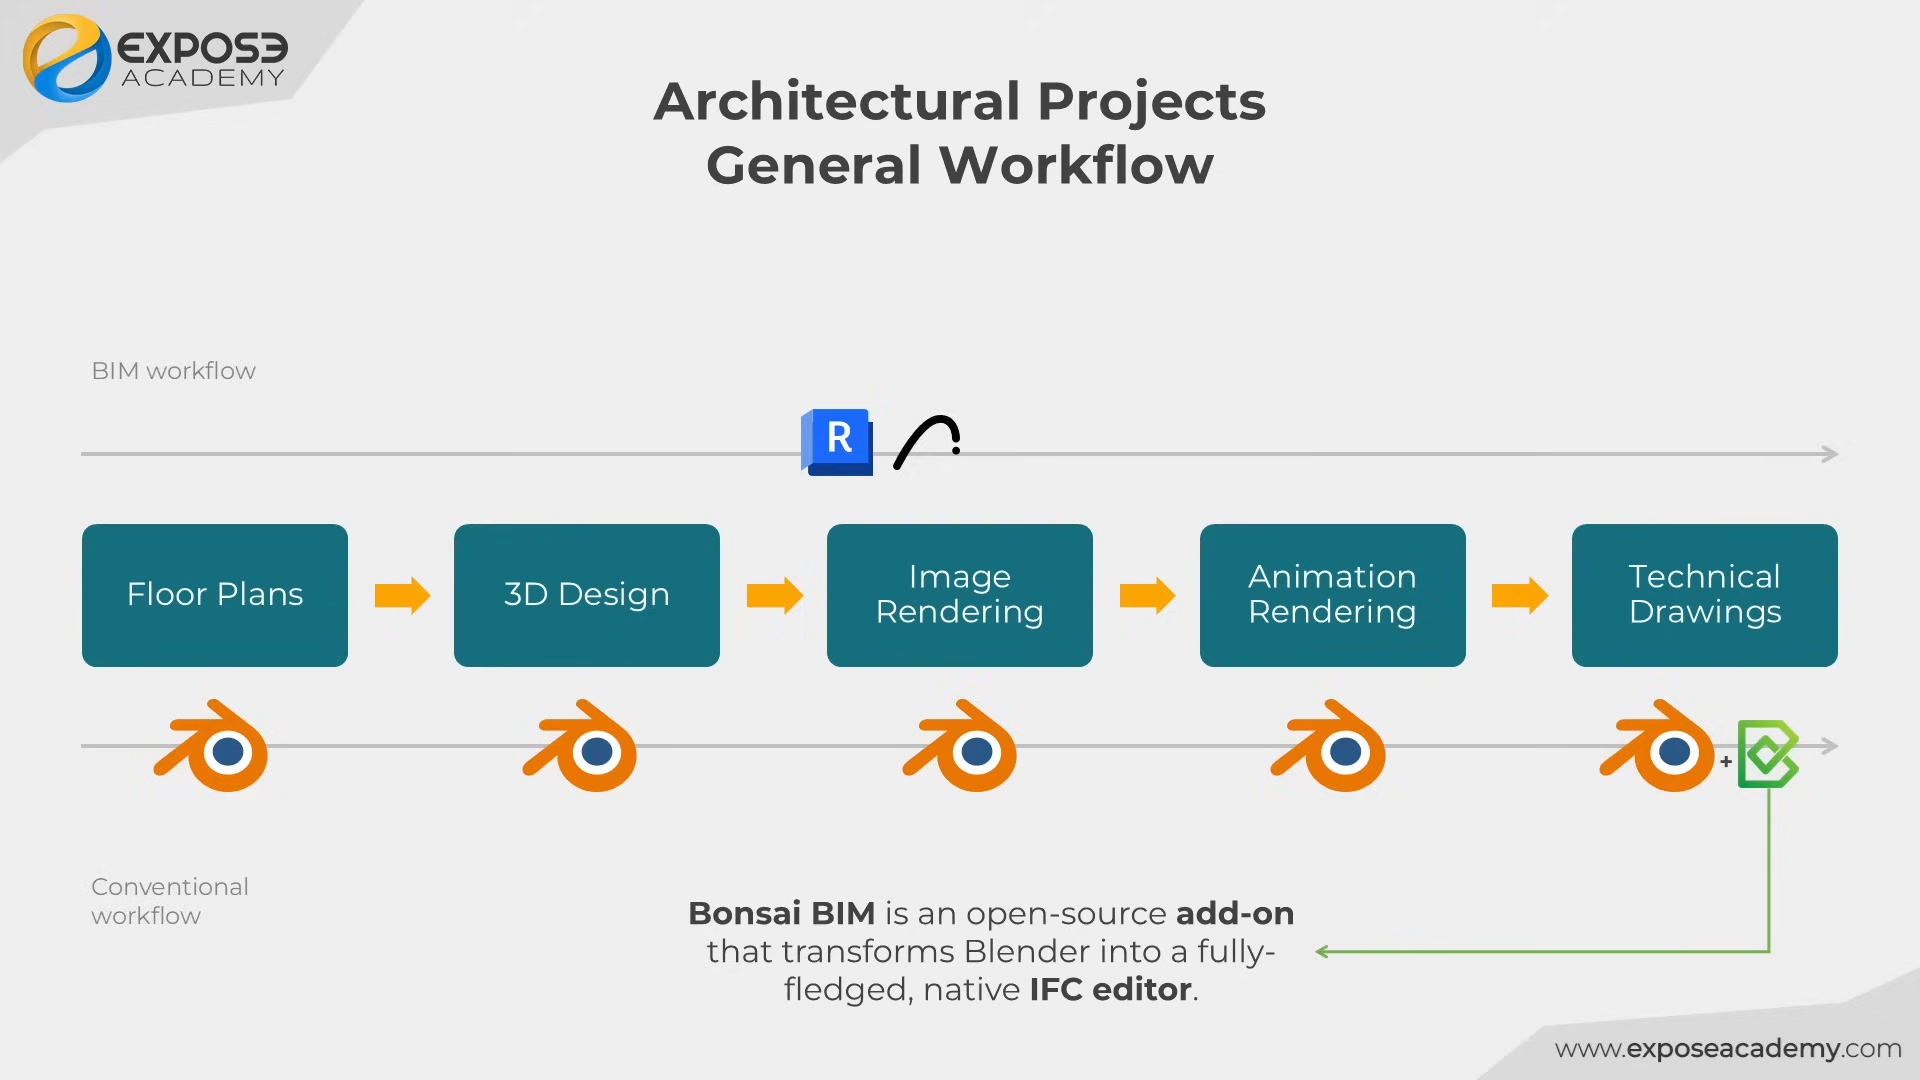 EXPOSE
ACADEMY
Architectural Projects
General Workflow
BIM workflow
R
Floor Plans
3D Design
Image
Rendering
Animation
Rendering
Technical
Drawings
+
Conventional
workflow
Bonsai BIM is an open-source add-on
that transforms Blender into a fully-
fledged, native IFC editor.
www.exposeacademy.com